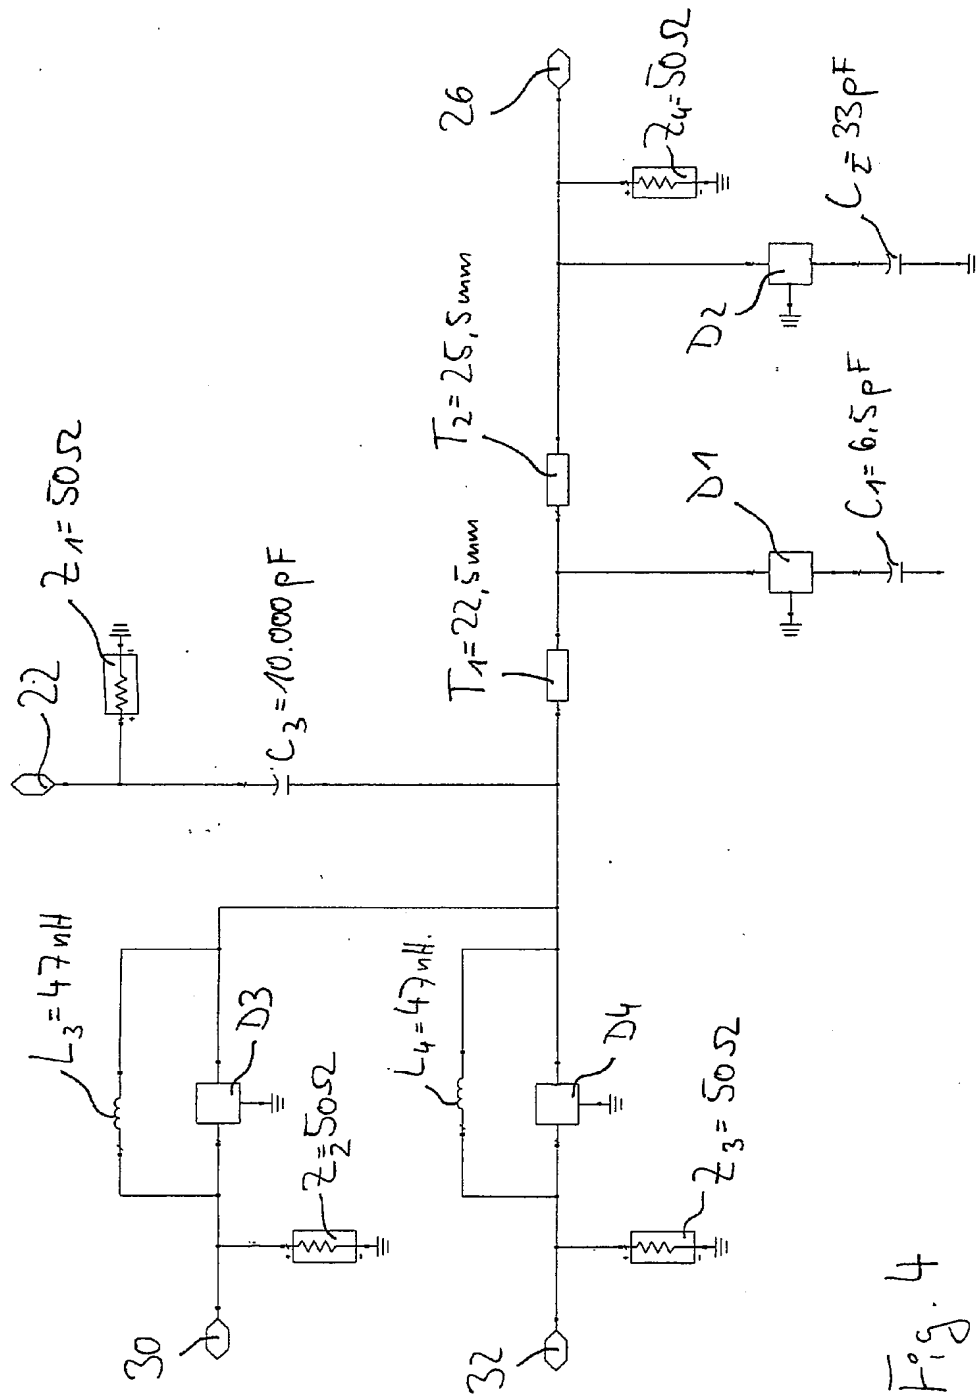 30
32
L3=47nH
D3
Z2=50Ω
L4=47nH.
D4
Z3=50Ω
22
Z1=50Ω
C3=10.000pF
T1=22,5mm
T2=25,5mm
D1
C1=6,5pF
D2
C2=33pF
26
Z4=50Ω
Fig. 4